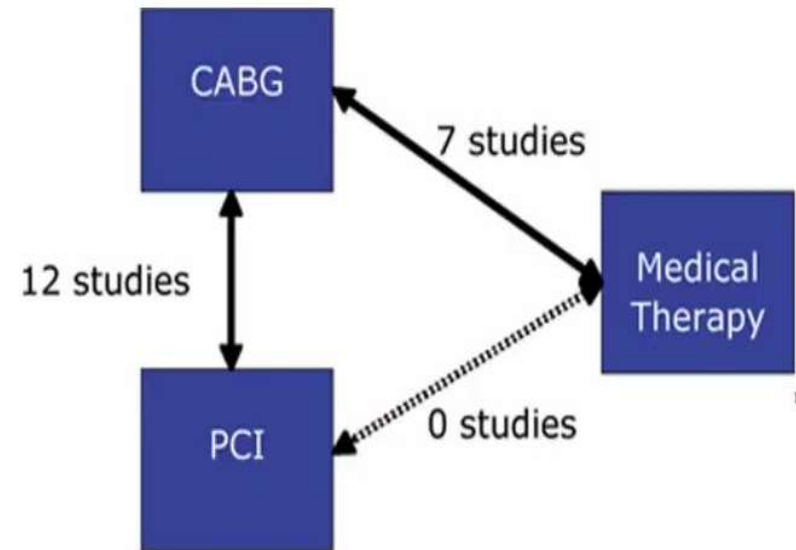 CABG
7 studies
12 studies
Medical
Therapy
PCI
0 studies